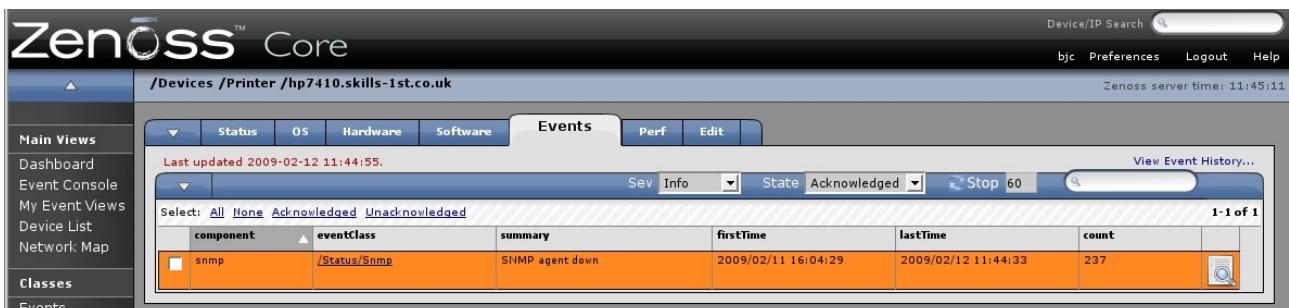 Zenoss™ Core
Device/IP Search
bjc Preferences Logout Help
/Devices /Printer /hp7410.skills-1st.co.uk
Zenoss server time: 11:45:11
Main Views
Dashboard
Event Console
My Event Views
Device List
Network Map
Classes
Events
Status OS Hardware Software Events Perf Edit
Last updated 2009-02-12 11:44:55.
View Event History...
Sev Info State Acknowledged Stop 60
Select: All None Acknowledged Unacknowledged
1-1 of 1
component eventClass summary firstTime lastTime count
snmp /Status/Snmp SNMP agent down 2009/02/11 16:04:29 2009/02/12 11:44:33 237